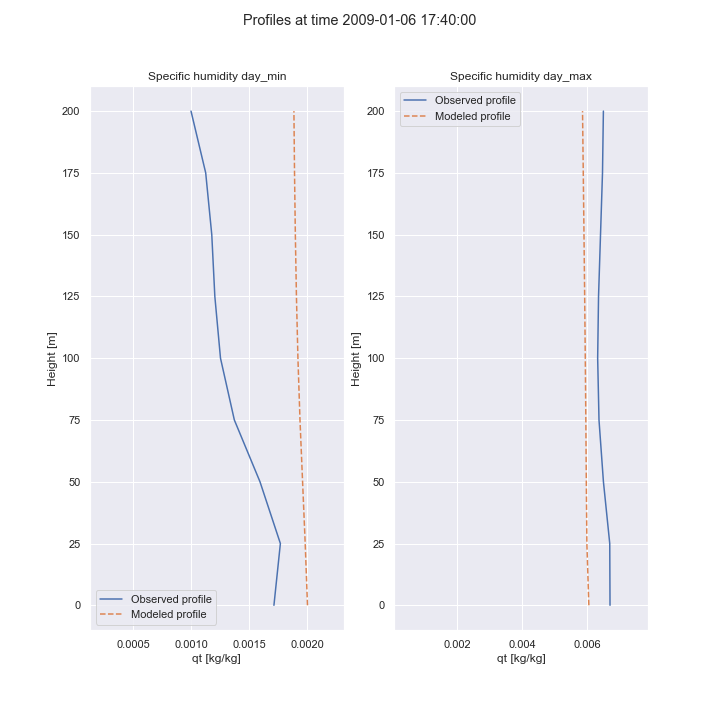 Profiles at time 2009-01-06 17:40:00
Specific humidity day_min
200
175
150
125
100
75
50
25
0
Height [m]
Observed profile
Modeled profile
0.0005 0.0010 0.0015 0.0020
qt [kg/kg]
Specific humidity day_max
Observed profile
Modeled profile
200
175
150
125
100
75
50
25
0
Height [m]
0.002 0.004 0.006
qt [kg/kg]